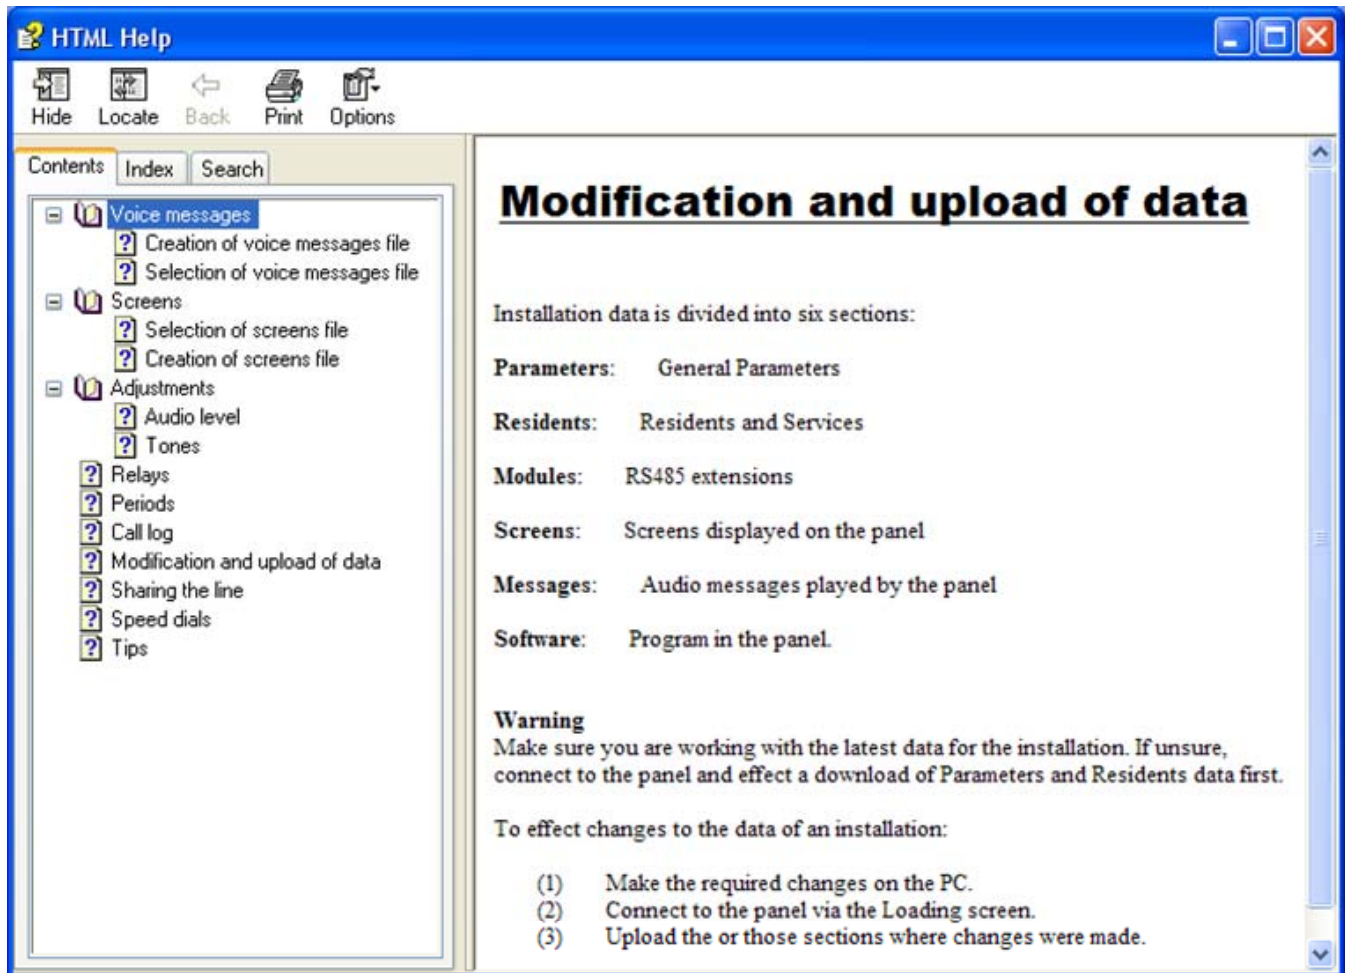 HTML Help
Hide Locate Back Print Options
Contents Index Search
Voice messages
Creation of voice messages file
Selection of voice messages file
Screens
Selection of screens file
Creation of screens file
Adjustments
Audio level
Tones
Relays
Periods
Call log
Modification and upload of data
Sharing the line
Speed dials
Tips
Modification and upload of data
Installation data is divided into six sections:
Parameters: General Parameters
Residents: Residents and Services
Modules: RS485 extensions
Screens: Screens displayed on the panel
Messages: Audio messages played by the panel
Software: Program in the panel.
Warning
Make sure you are working with the latest data for the installation. If unsure,
connect to the panel and effect a download of Parameters and Residents data first.
To effect changes to the data of an installation:
(1) Make the required changes on the PC.
(2) Connect to the panel via the Loading screen.
(3) Upload the or those sections where changes were made.